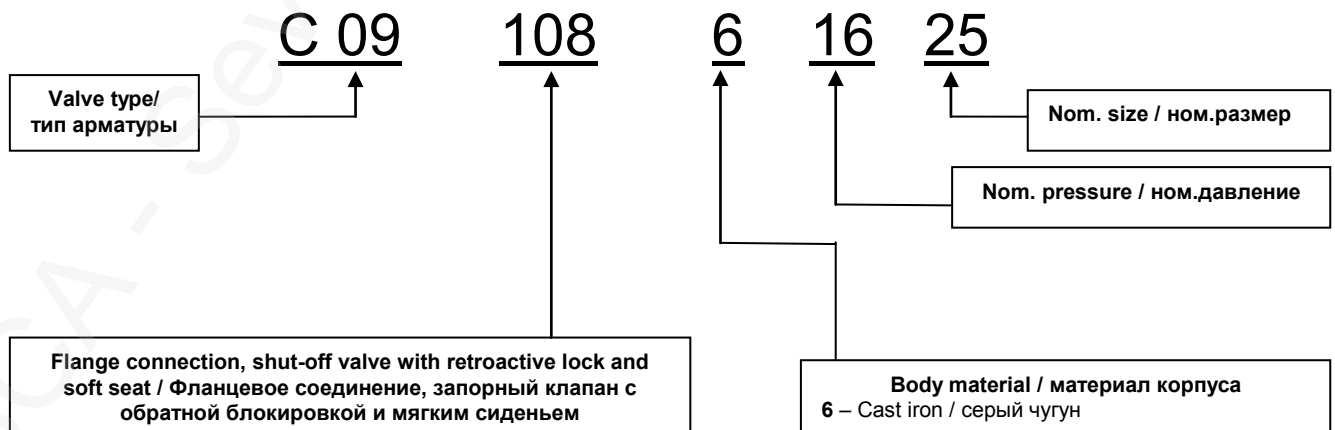 C 09 108 6 16 25
Valve type/
тип арматуры
Nom. size / ном.размер
Nom. pressure / ном.давление
Flange connection, shut-off valve with retroactive lock and
soft seat / Фланцевое соединение, запорный клапан с
обратной блокировкой и мягким сиденьем
Body material / материал корпуса
6 – Cast iron / серый чугун